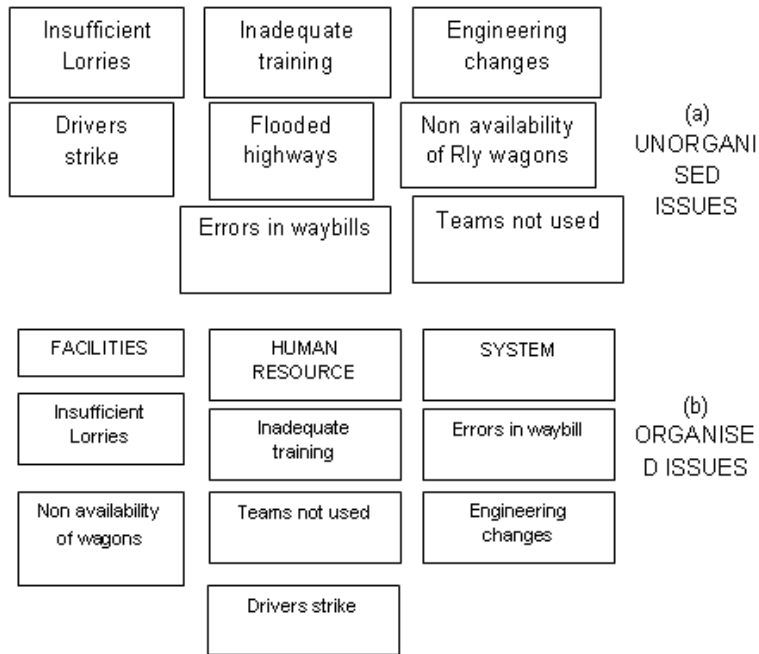 Insufficient
Lorries
Inadequate
training
Engineering
changes
Drivers
strike
Flooded
highways
Non availability
of Rly wagons
Errors in waybills
Teams not used
(a)
UNORGANI
SED
ISSUES
FACILITIES
HUMAN
RESOURCE
SYSTEM
Insufficient
Lorries
Inadequate
training
Errors in waybill
Non availability
of wagons
Teams not used
Engineering
changes
Drivers strike
(b)
ORGANISE
D ISSUES